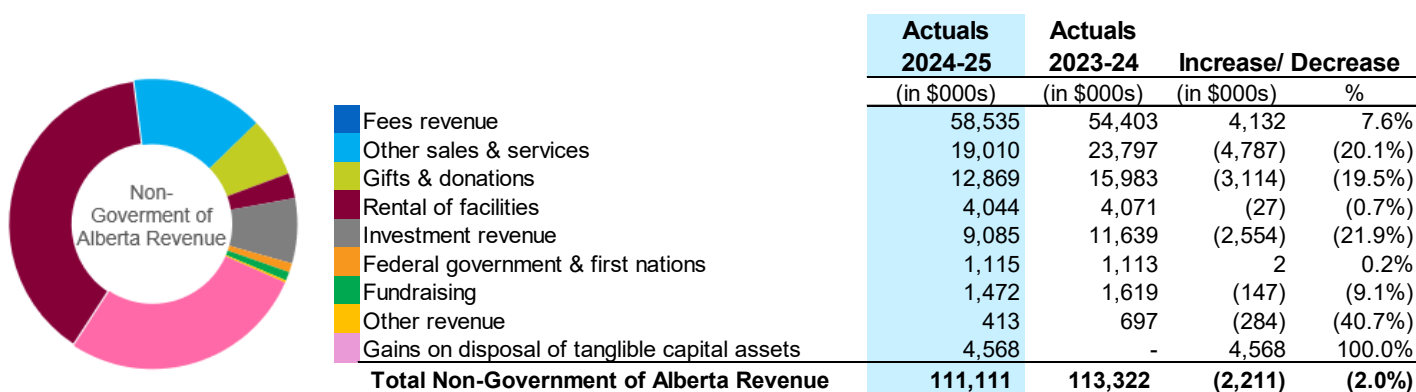 Non-
Goverment of
Alberta Revenue
Actuals Actuals
2024-25 2023-24 Increase/ Decrease
(in $000s) (in $000s) (in $000s) %
Fees revenue 58,535 54,403 4,132 7.6%
Other sales & services 19,010 23,797 (4,787) (20.1%)
Gifts & donations 12,869 15,983 (3,114) (19.5%)
Rental of facilities 4,044 4,071 (27) (0.7%)
Investment revenue 9,085 11,639 (2,554) (21.9%)
Federal government & first nations 1,115 1,113 2 0.2%
Fundraising 1,472 1,619 (147) (9.1%)
Other revenue 413 697 (284) (40.7%)
Gains on disposal of tangible capital assets 4,568 - 4,568 100.0%
Total Non-Government of Alberta Revenue 111,111 113,322 (2,211) (2.0%)